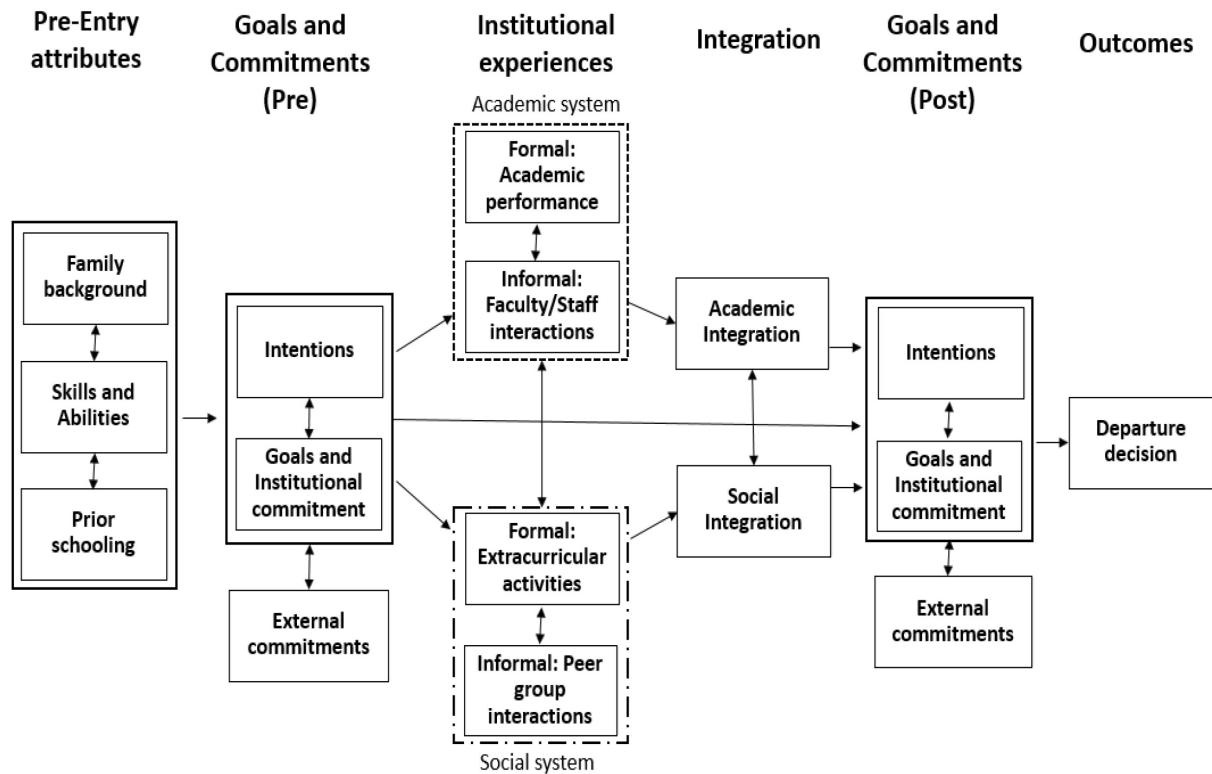 Pre-Entry
attributes
Goals and
Commitments
(Pre)
Institutional
experiences
Integration
Goals and
Commitments
(Post)
Outcomes
Academic system
Formal:
Academic
performance
Informal:
Faculty/Staff
interactions
Family
background
Skills and
Abilities
Prior
schooling
Intentions
Goals and
Institutional
commitment
External
commitments
Formal:
Extracurricular
activities
Informal: Peer
group
interactions
Social system
Academic
Integration
Social
Integration
Intentions
Goals and
Institutional
commitment
External
commitments
Departure
decision